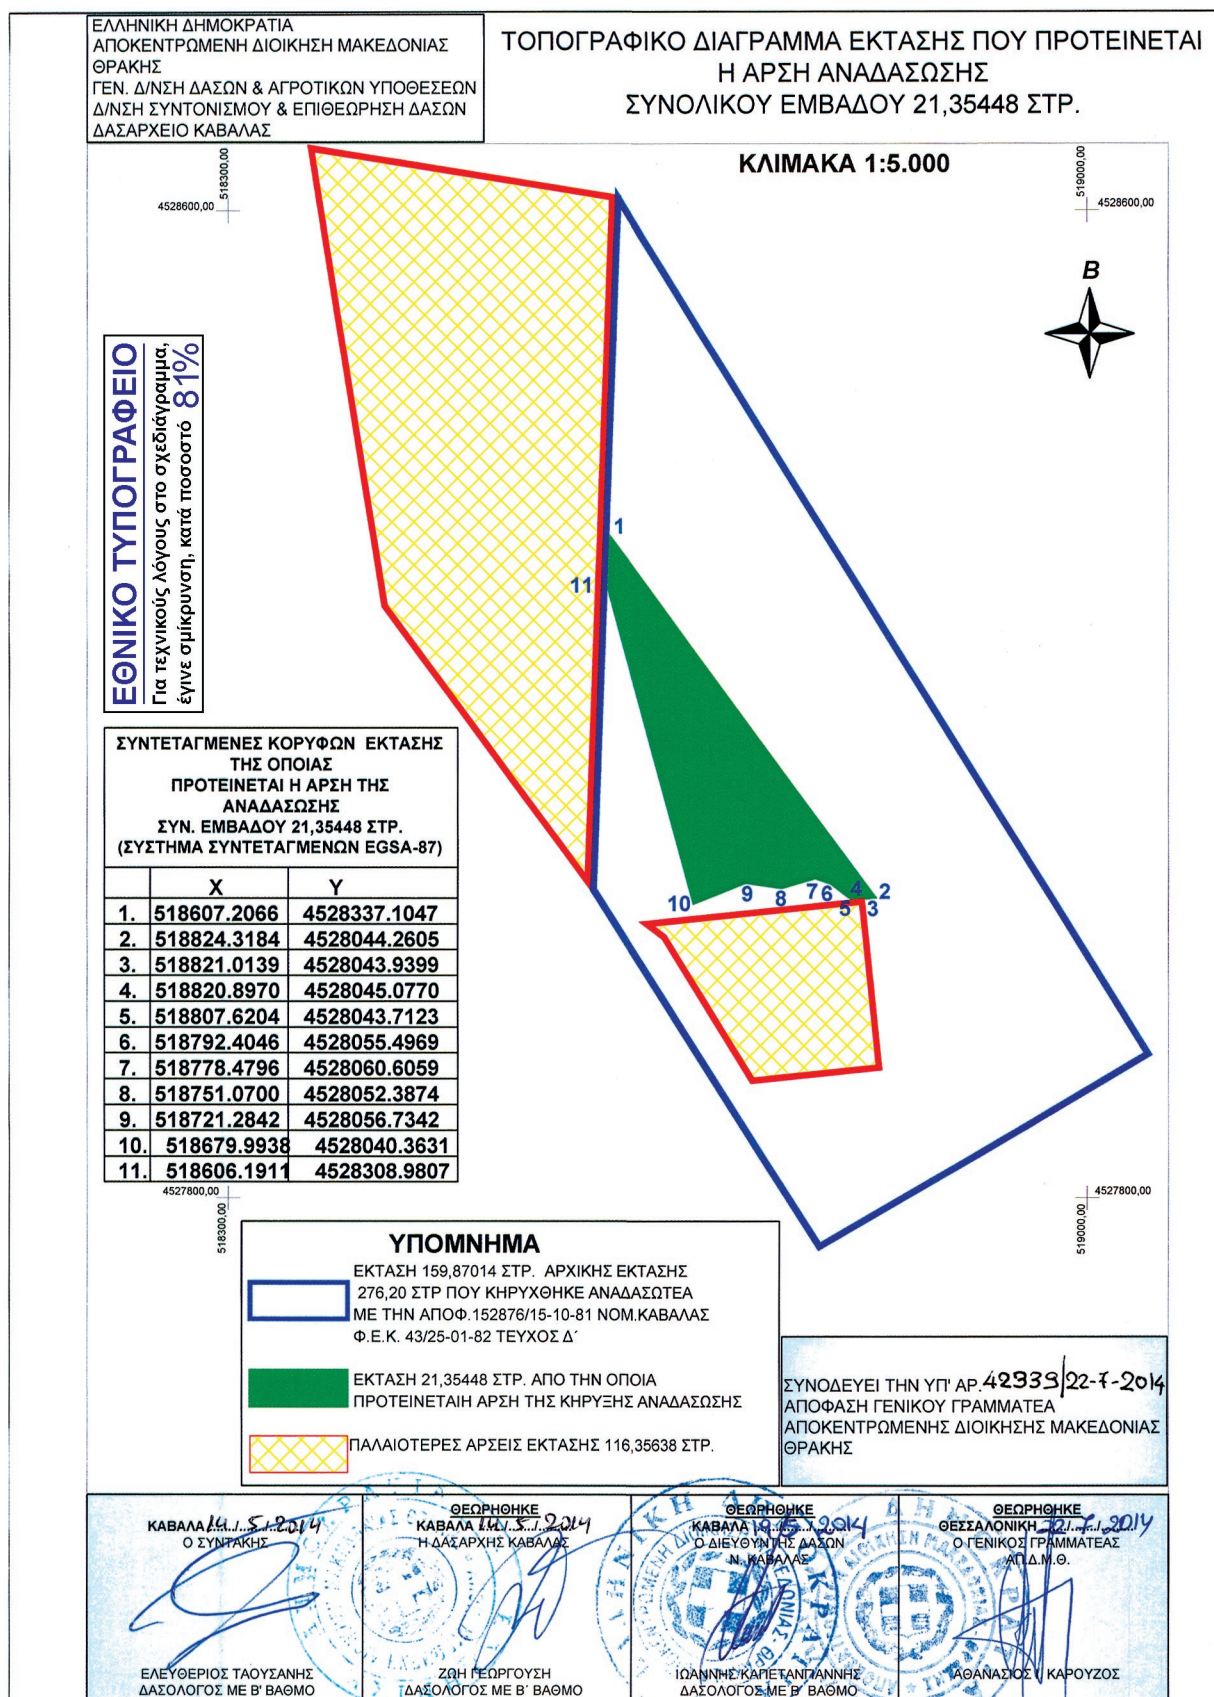 ΕΛΛΗΝΙΚΗ ΔΗΜΟΚΡΑΤΙΑ
ΑΠΟΚΕΝΤΡΩΜΕΝΗ ΔΙΟΙΚΗΣΗ ΜΑΚΕΔΟΝΙΑΣ
ΘΡΑΚΗΣ
ΓΕΝ. Δ/ΝΣΗ ΔΑΣΩΝ & ΑΓΡΟΤΙΚΩΝ ΥΠΟΘΕΣΕΩΝ
Δ/ΝΣΗ ΣΥΝΤΟΝΙΣΜΟΥ & ΕΠΙΘΕΩΡΗΣΗ ΔΑΣΩΝ
ΔΑΣΑΡΧΕΙΟ ΚΑΒΑΛΑΣ
ΤΟΠΟΓΡΑΦΙΚΟ ΔΙΑΓΡΑΜΜΑ ΕΚΤΑΣΗΣ ΠΟΥ ΠΡΟΤΕΙΝΕΤΑΙ
Η ΑΡΣΗ ΑΝΑΔΑΣΩΣΗΣ
ΣΥΝΟΛΙΚΟΥ ΕΜΒΑΔΟΥ 21,35448 ΣΤΡ.
ΚΛΙΜΑΚΑ 1:5.000
518300,00
4528600,00
519000,00
4528600,00
Β
ΕΘΝΙΚΟ ΤΥΠΟΓΡΑΦΕΙΟ
Για τεχνικούς λόγους στο σχεδιάγραμμα,
έγινε σμίκρυνση, κατά ποσοστό 81%
1
11
10
9
8
7
6
5
4
3
2
ΣΥΝΤΕΤΑΓΜΕΝΕΣ ΚΟΡΥΦΩΝ ΕΚΤΑΣΗΣ
ΤΗΣ ΟΠΟΙΑΣ
ΠΡΟΤΕΙΝΕΤΑΙ Η ΑΡΣΗ ΤΗΣ
ΑΝΑΔΑΣΩΣΗΣ
ΣΥΝ. ΕΜΒΑΔΟΥ 21,35448 ΣΤΡ.
(ΣΥΣΤΗΜΑ ΣΥΝΤΕΤΑΓΜΕΝΩΝ EGSA-87)
X Y
1. 518607.2066 4528337.1047
2. 518824.3184 4528044.2605
3. 518821.0139 4528043.9399
4. 518820.8970 4528045.0770
5. 518807.6204 4528043.7123
6. 518792.4046 4528055.4969
7. 518778.4796 4528060.6059
8. 518751.0700 4528052.3874
9. 518721.2842 4528056.7342
10. 518679.9938 4528040.3631
11. 518606.1911 4528308.9807
4527800,00
518300,00
4527800,00
519000,00
ΥΠΟΜΝΗΜΑ
ΕΚΤΑΣΗ 159,87014 ΣΤΡ. ΑΡΧΙΚΗΣ ΕΚΤΑΣΗΣ
276,20 ΣΤΡ ΠΟΥ ΚΗΡΥΧΘΗΚΕ ΑΝΑΔΑΣΩΤΕΑ
ΜΕ ΤΗΝ ΑΠΟΦ.152876/15-10-81 ΝΟΜ.ΚΑΒΑΛΑΣ
Φ.Ε.Κ. 43/25-01-82 ΤΕΥΧΟΣ Δ΄
ΕΚΤΑΣΗ 21,35448 ΣΤΡ. ΑΠΟ ΤΗΝ ΟΠΟΙΑ
ΠΡΟΤΕΙΝΕΤΑΙΗ ΑΡΣΗ ΤΗΣ ΚΗΡΥΞΗΣ ΑΝΑΔΑΣΩΣΗΣ
ΠΑΛΑΙΟΤΕΡΕΣ ΑΡΣΕΙΣ ΕΚΤΑΣΗΣ 116,35638 ΣΤΡ.
ΣΥΝΟΔΕΥΕΙ ΤΗΝ ΥΠ' ΑΡ. 42939/22-7-2014
ΑΠΟΦΑΣΗ ΓΕΝΙΚΟΥ ΓΡΑΜΜΑΤΕΑ
ΑΠΟΚΕΝΤΡΩΜΕΝΗΣ ΔΙΟΙΚΗΣΗΣ ΜΑΚΕΔΟΝΙΑΣ
ΘΡΑΚΗΣ
ΚΑΒΑΛΑ 14/5/2014
Ο ΣΥΝΤΑΚΗΣ
ΕΛΕΥΘΕΡΙΟΣ ΤΑΟΥΣΑΝΗΣ
ΔΑΣΟΛΟΓΟΣ ΜΕ Β' ΒΑΘΜΟ
ΘΕΩΡΗΘΗΚΕ
ΚΑΒΑΛΑ 14/5/2014
Η ΔΑΣΑΡΧΗΣ ΚΑΒΑΛΑΣ
ΖΩΗ ΓΕΩΡΓΟΥΣΗ
ΔΑΣΟΛΟΓΟΣ ΜΕ Β΄ ΒΑΘΜΟ
ΘΕΩΡΗΘΗΚΕ
ΚΑΒΑΛΑ 19/5/2014
Ο ΔΙΕΥΘΥΝΤΗΣ ΔΑΣΩΝ
Ν. ΚΑΒΑΛΑΣ
ΙΩΑΝΝΗΣ ΚΑΠΕΤΑΝΓΙΑΝΝΗΣ
ΔΑΣΟΛΟΓΟΣ ΜΕ Β' ΒΑΘΜΟ
ΘΕΩΡΗΘΗΚΕ
ΘΕΣΣΑΛΟΝΙΚΗ 22/7/2014
Ο ΓΕΝΙΚΟΣ ΓΡΑΜΜΑΤΕΑΣ
ΑΠ.Δ.Μ.Θ.
ΑΘΑΝΑΣΙΟΣ Ι. ΚΑΡΟΥΖΟΣ